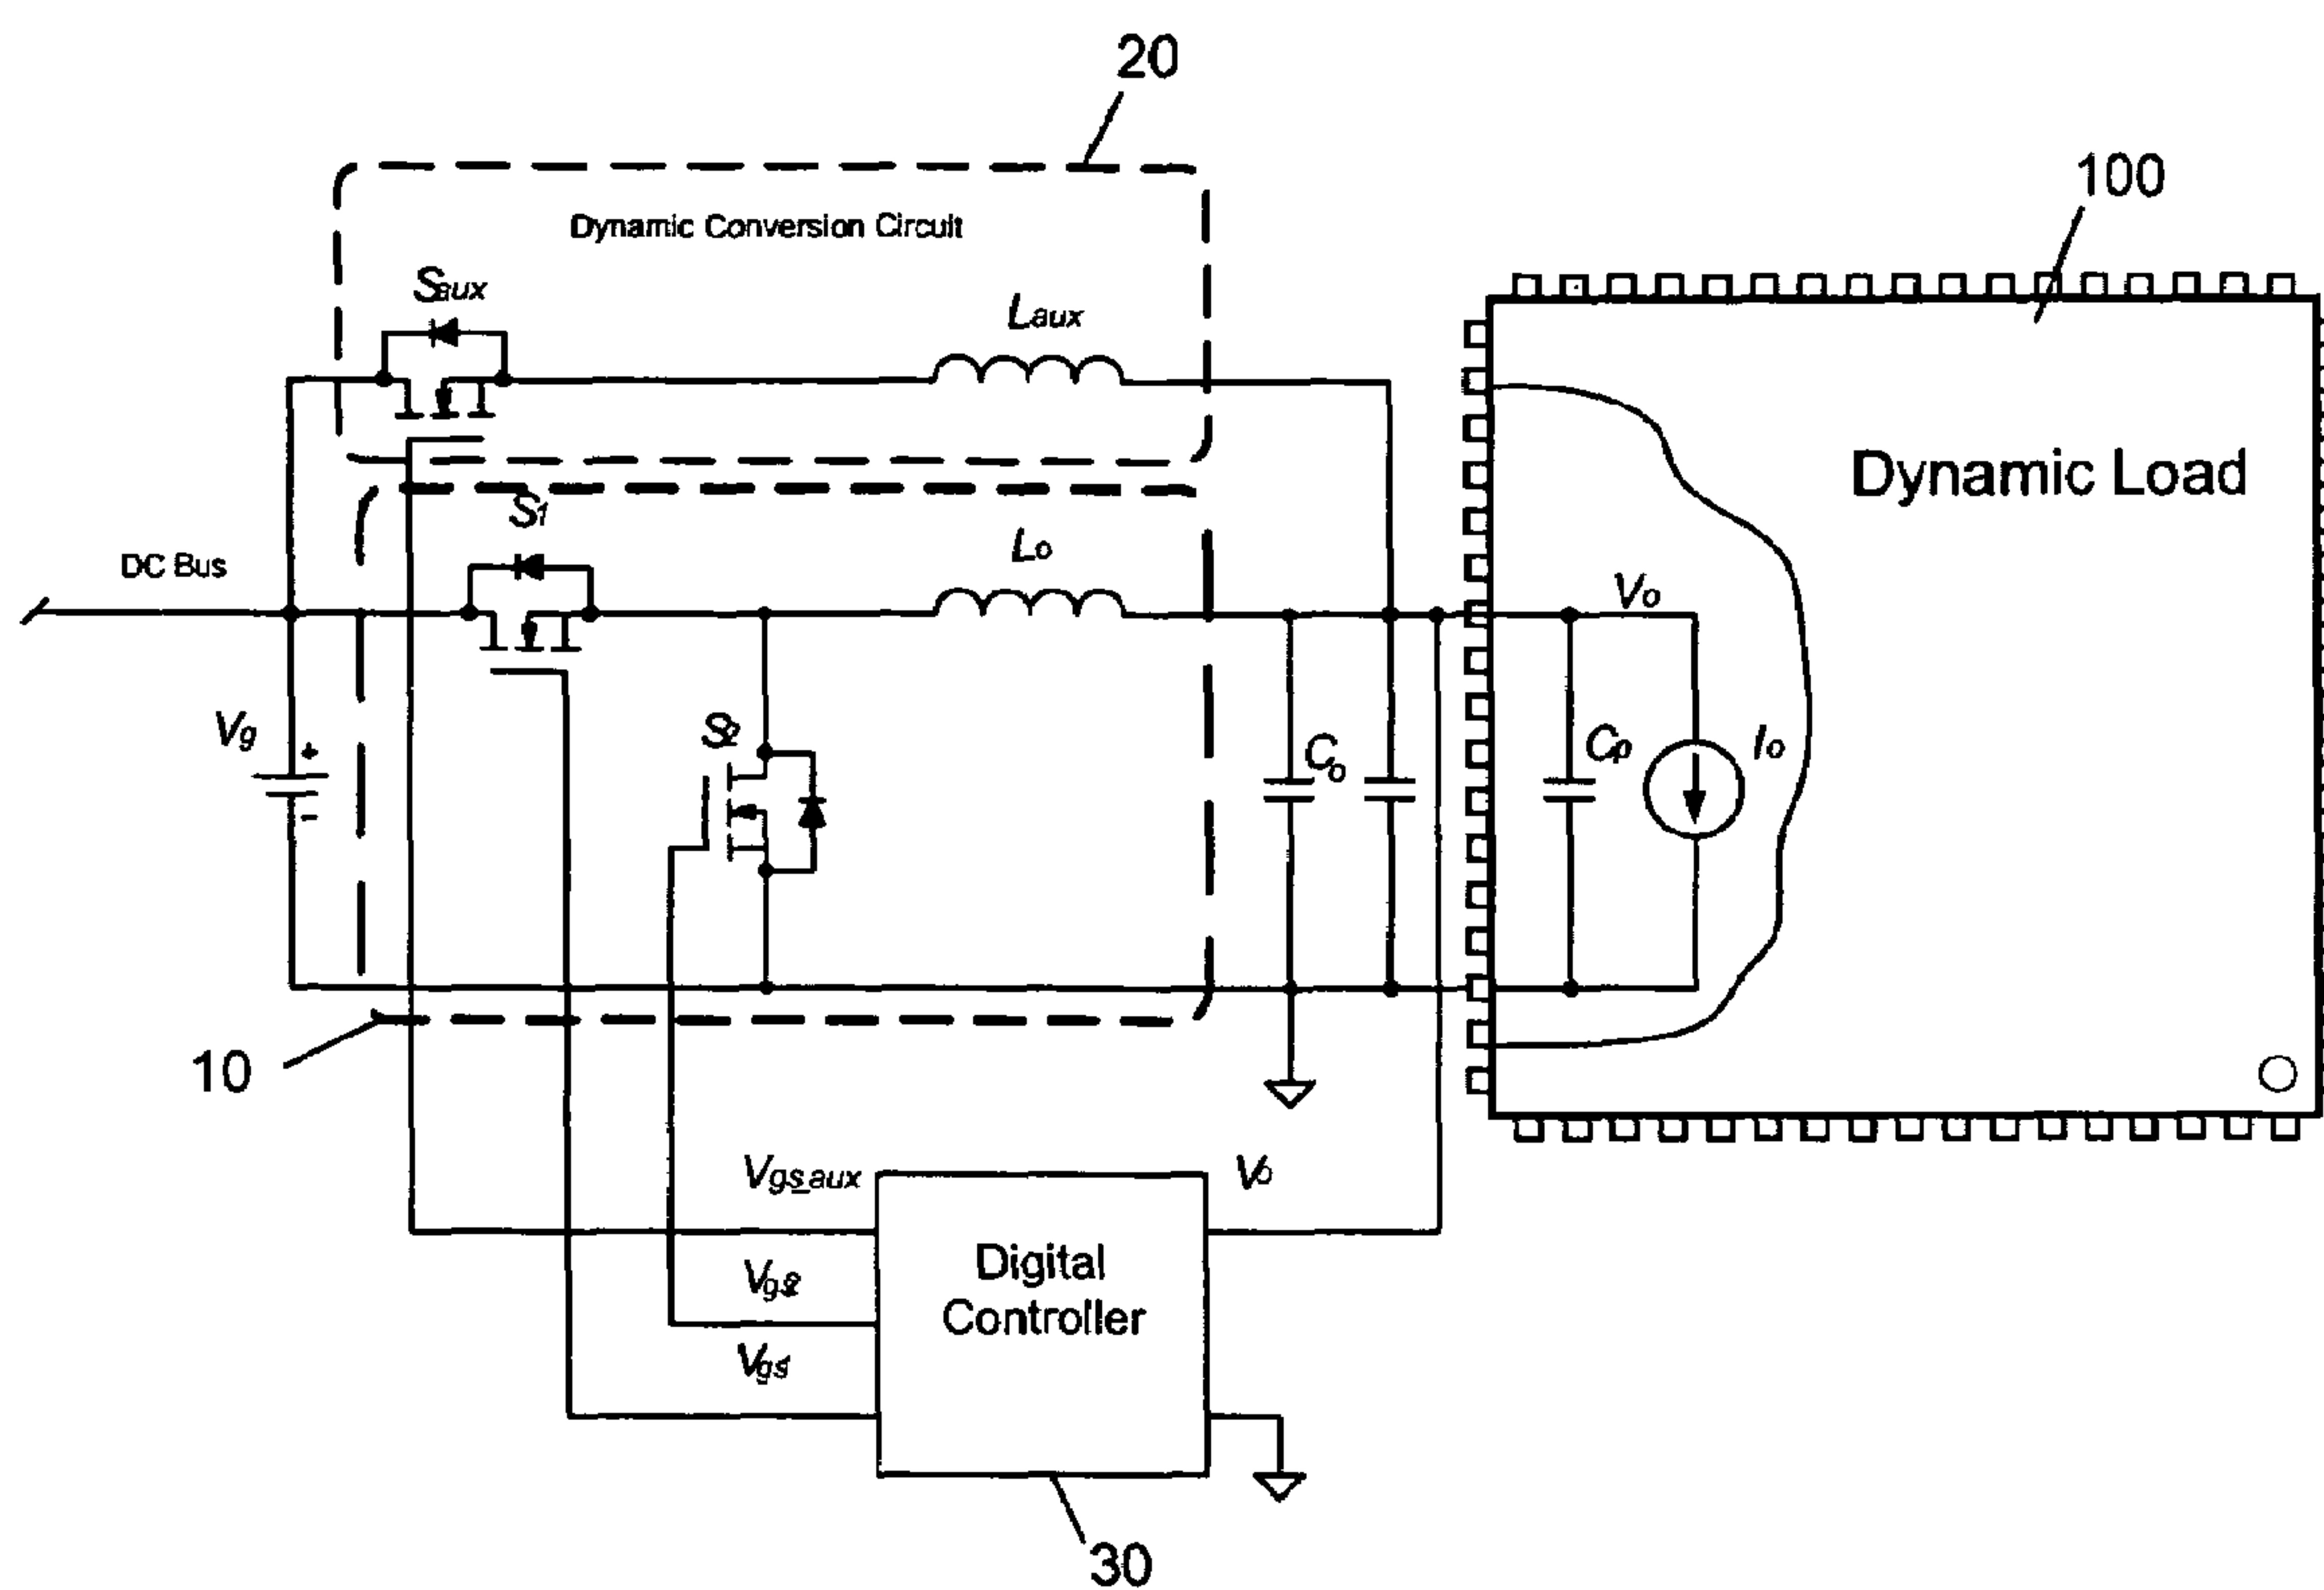 20
100
Dynamic Conversion Circuit
Saux
Laux
Dynamic Load
S1
Lo
DC Bus
Vo
Vg
+
-
S2
Co
Cp
Io
10
Vgs_aux
Vo
Digital
Controller
Vgs2
Vgs1
30